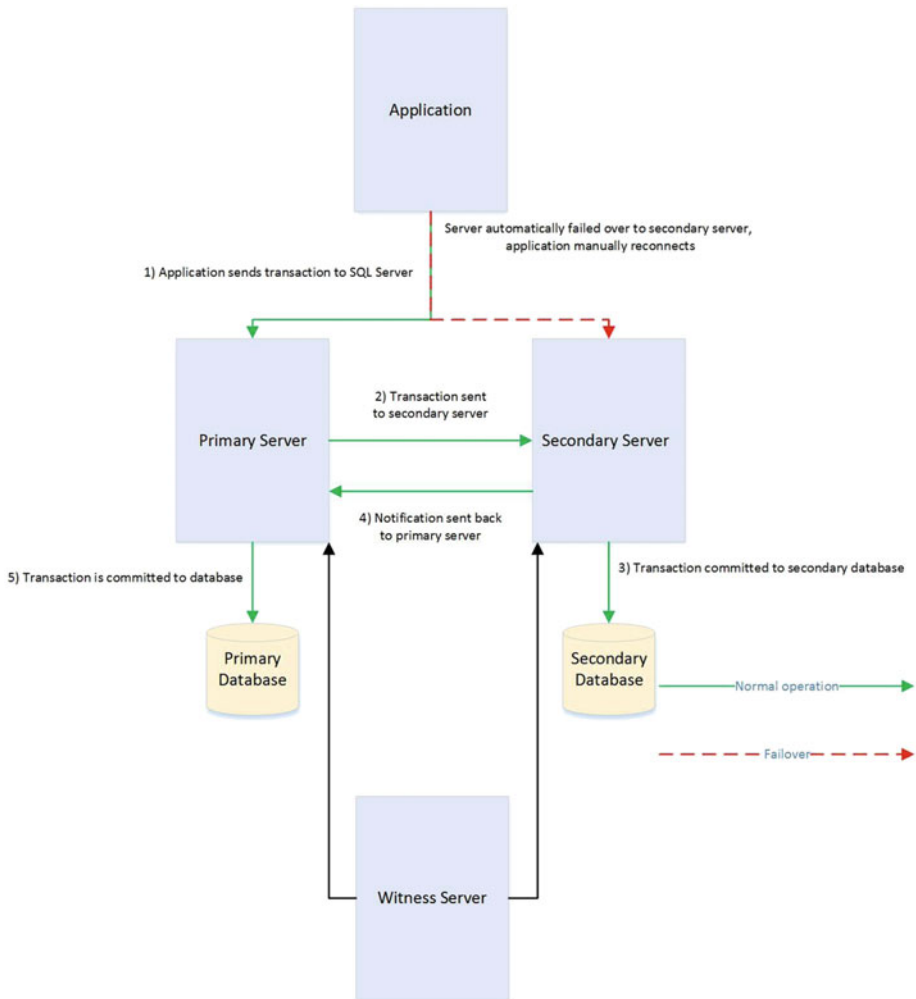 Application
Server automatically failed over to secondary server,
application manually reconnects
1) Application sends transaction to SQL Server
2) Transaction sent
to secondary server
Primary Server
Secondary Server
4) Notification sent back
to primary server
5) Transaction is committed to database
3) Transaction committed to secondary database
Primary
Database
Secondary
Database
Normal operation
Failover
Witness Server